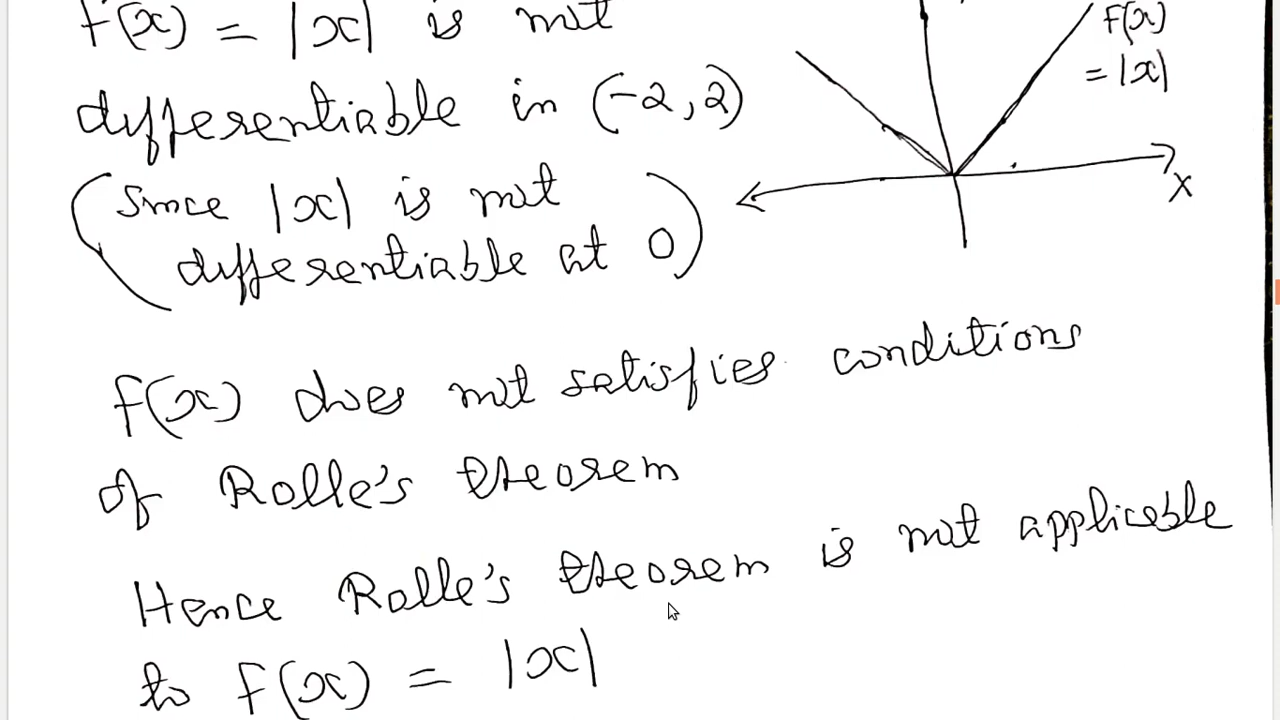 f(x) = |x| is not
differentiable in (-2, 2)
(Since |x| is not
differentiable at 0)
f(x)
= |x|
X
f(x) does not satisfies conditions
of Rolle's theorem
Hence Rolle's theorem is not applicable
to f(x) = |x|